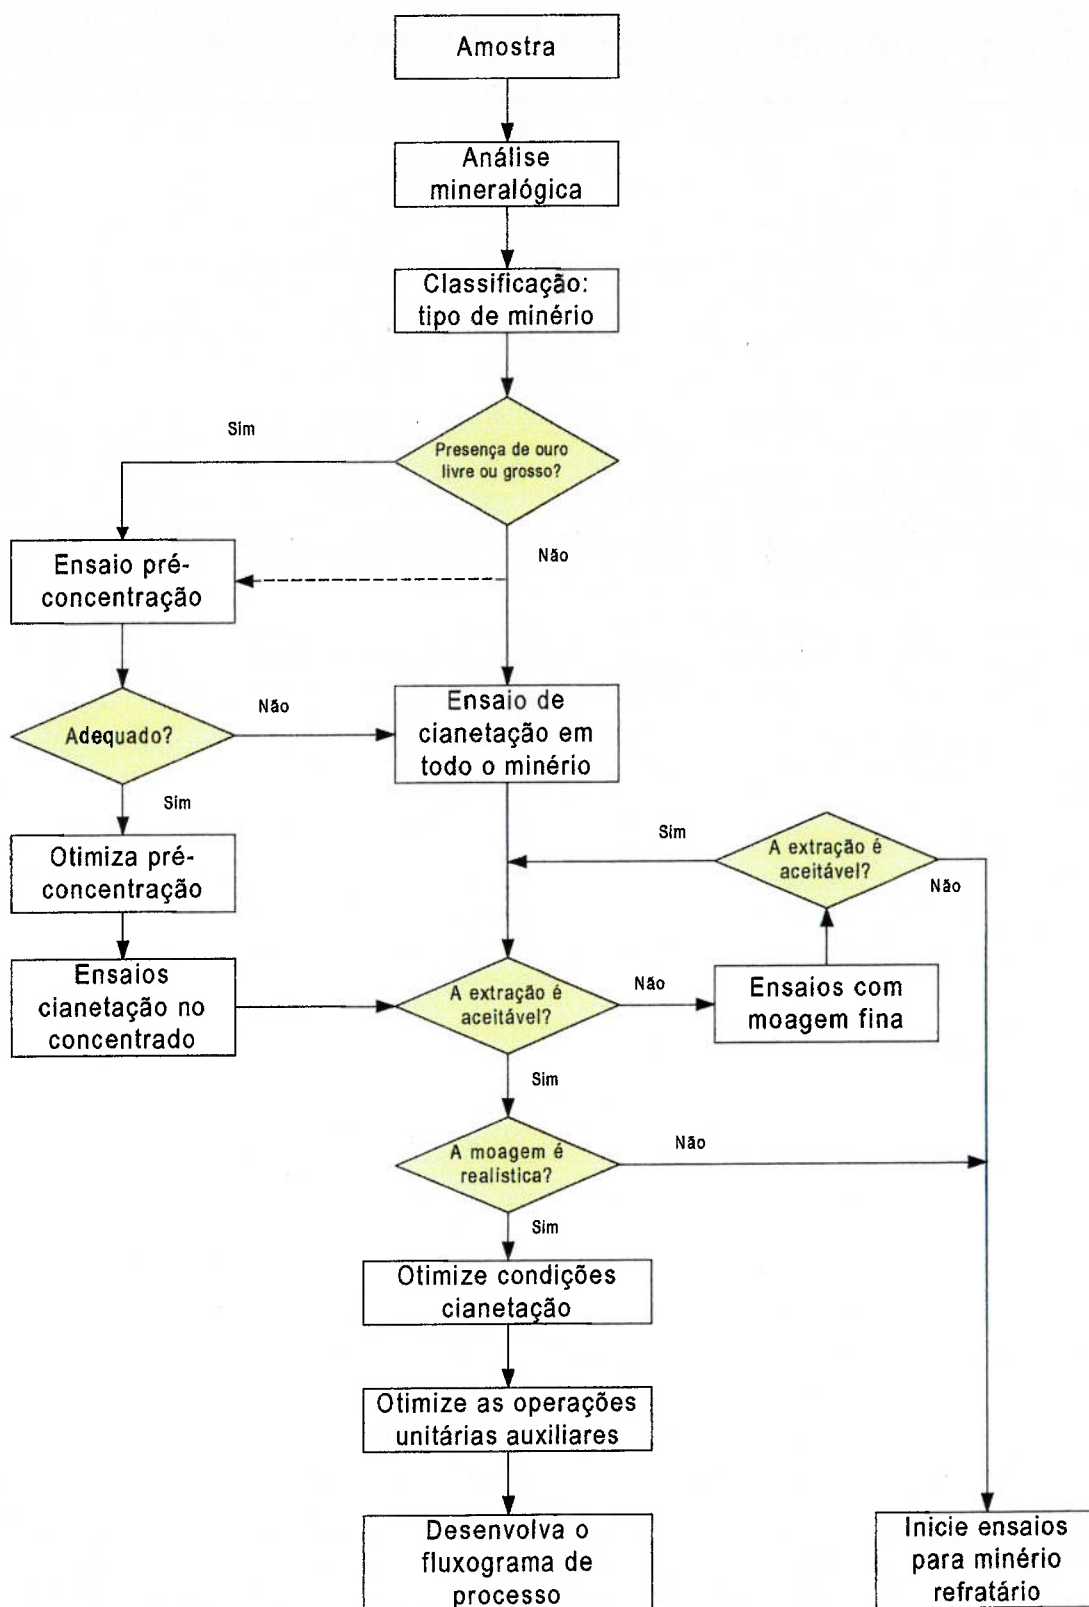 Amostra
Análise
mineralógica
Classificação:
tipo de minério
Presença de ouro
livre ou grosso?
Sim
Não
Ensaio pré-
concentração
Adequado?
Não
Sim
Ensaio de
cianetação em
todo o minério
Otimiza pré-
concentração
Ensaios
cianetação no
concentrado
A extração é
aceitável?
Sim
Não
A extração é
aceitável?
Não
Sim
Ensaios com
moagem fina
A moagem é
realística?
Não
Sim
Otimize condições
cianetação
Otimize as operações
unitárias auxiliares
Desenvolva o
fluxograma de
processo
Inicie ensaios
para minério
refratário